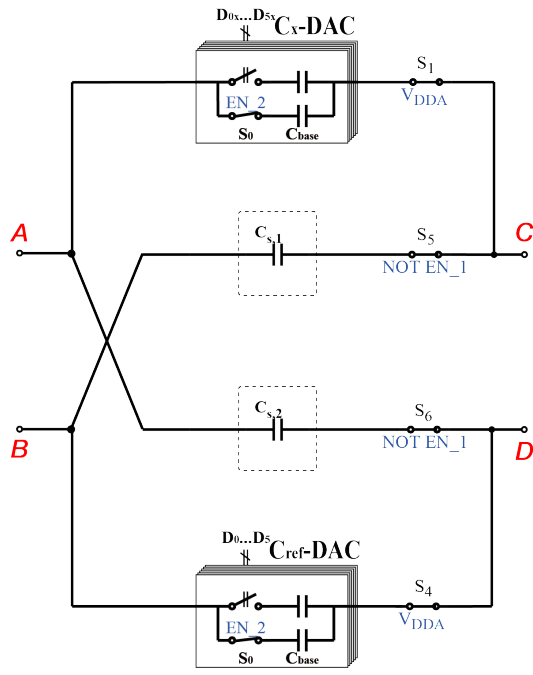 D0x...D5x Cx-DAC
S1
EN_2
VDDA
S0 Cbase
A
Cs,1
S5
C
NOT EN_1
Cs,2
S6
B
NOT EN_1
D
D0...D5 Cref-DAC
S4
EN_2
VDDA
S0 Cbase